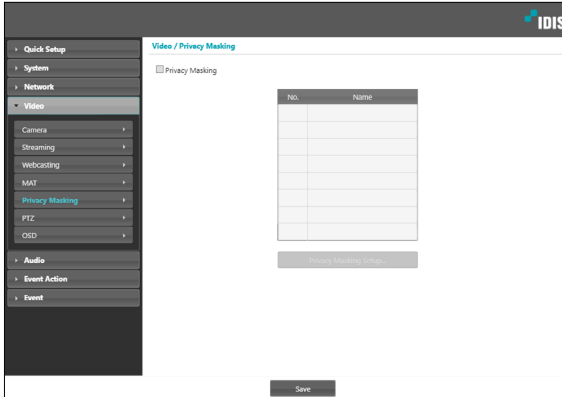 IDIS
Quick Setup
System
Network
Video
Camera
Streaming
Webcasting
MAT
Privacy Masking
PTZ
OSD
Audio
Event Action
Event
Video / Privacy Masking
Privacy Masking
No. Name
Privacy Masking Setup...
Save